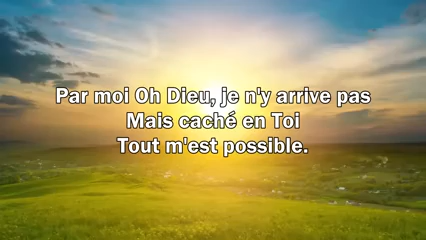 Par moi Oh Dieu, je n'y arrive pas
Mais caché en Toi
Tout m'est possible.